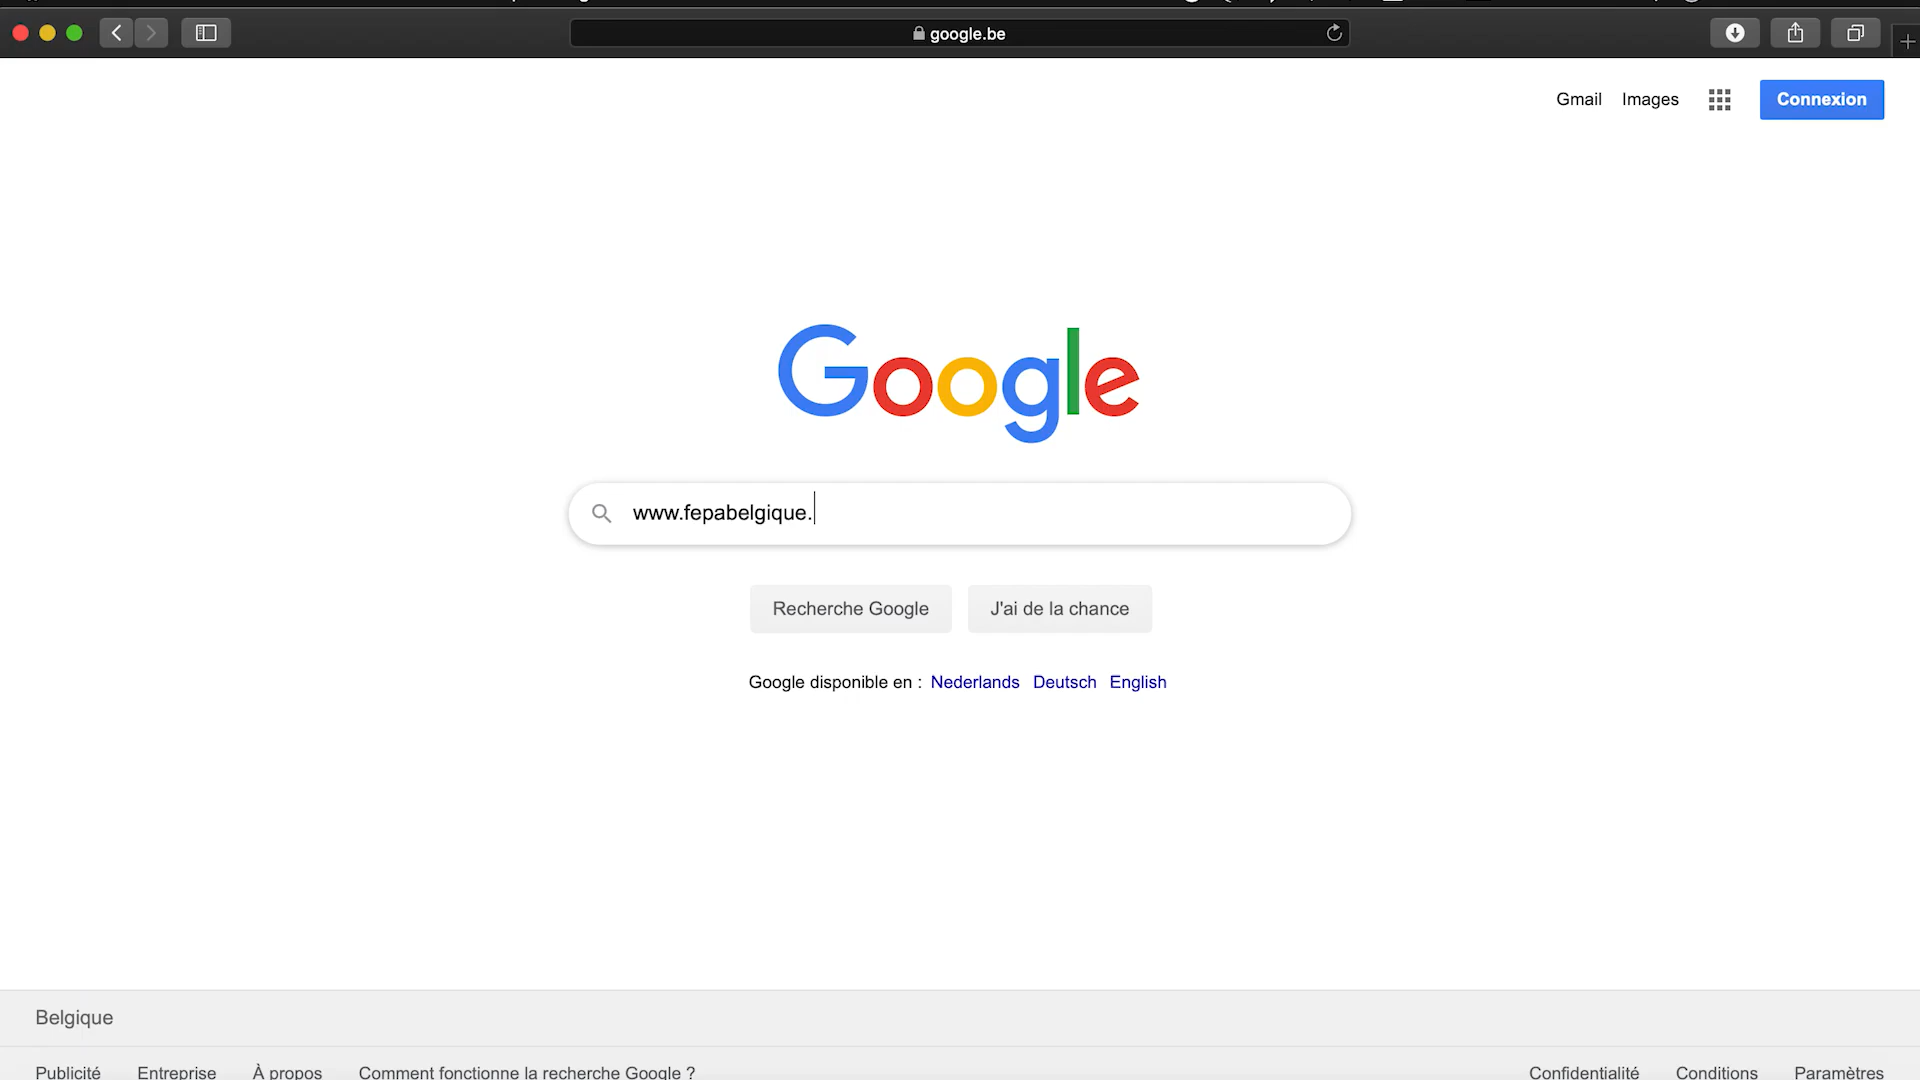 google.be
Gmail Images Connexion
Google
www.fepabelgique.
Recherche Google J'ai de la chance
Google disponible en : Nederlands Deutsch English
Belgique
Publicité Entreprise À propos Comment fonctionne la recherche Google ? Confidentialité Conditions Paramètres